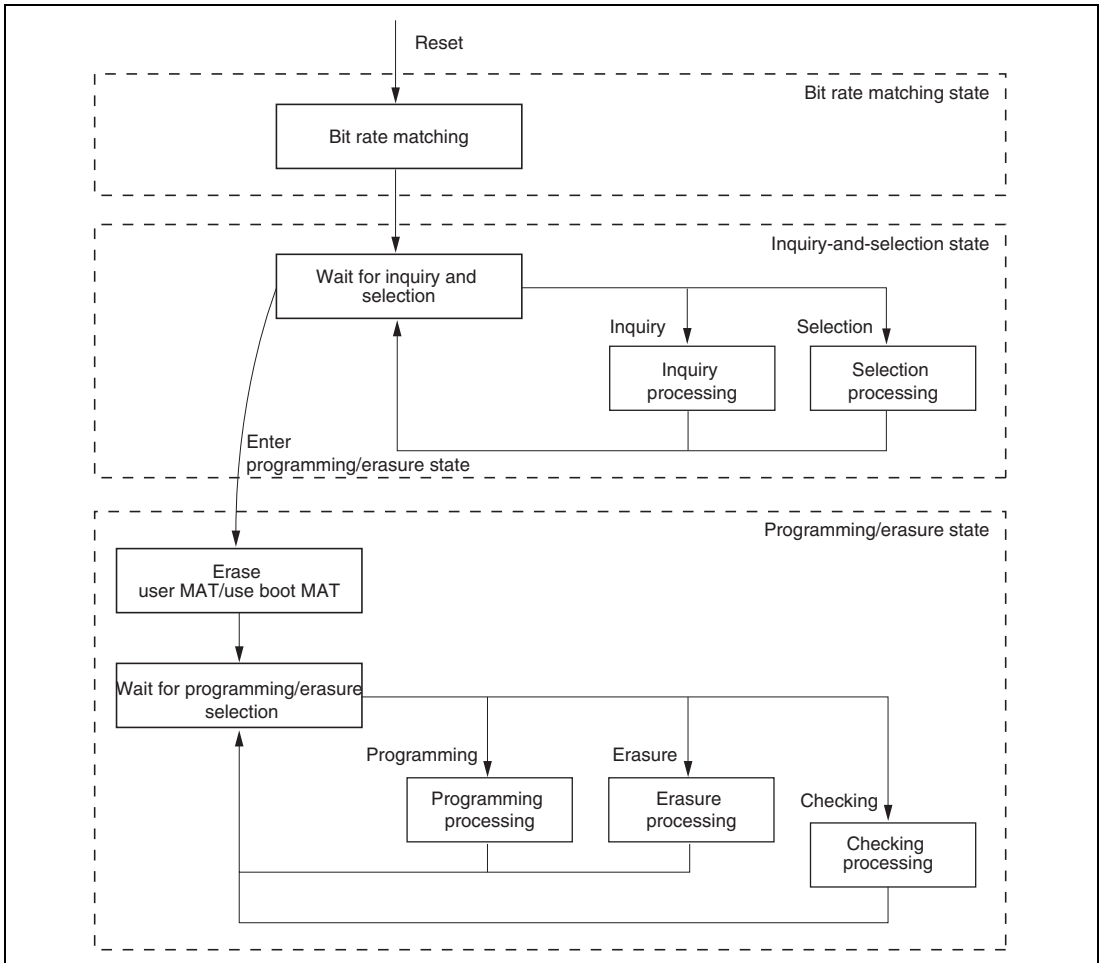 Reset
Bit rate matching state
Bit rate matching
Inquiry-and-selection state
Wait for inquiry and
selection
Inquiry
Selection
Inquiry
processing
Selection
processing
Enter
programming/erasure state
Programming/erasure state
Erase
user MAT/use boot MAT
Wait for programming/erasure
selection
Programming
Erasure
Checking
Programming
processing
Erasure
processing
Checking
processing